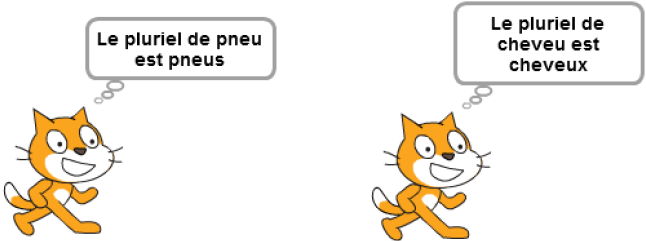 Le pluriel de pneu
est pneus
Le pluriel de
cheveu est
cheveux